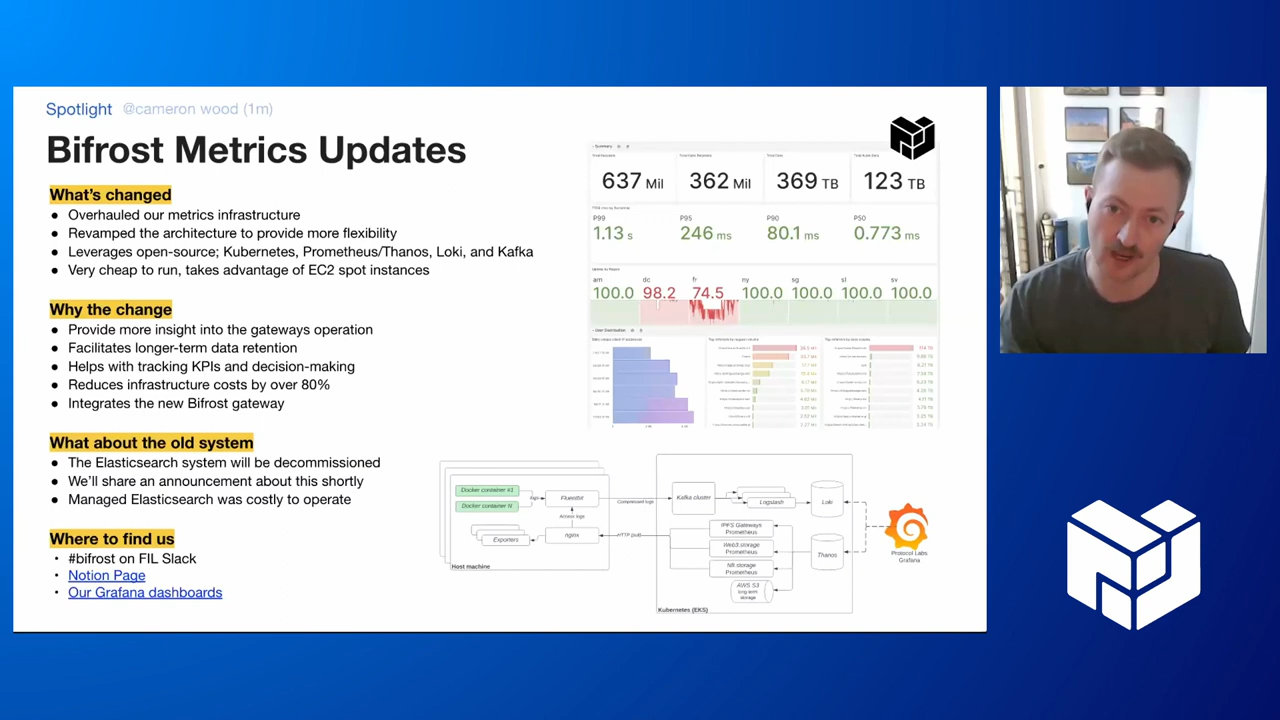 Spotlight @cameron wood (1m)
Bifrost Metrics Updates
What's changed
● Overhauled our metrics infrastructure
● Revamped the architecture to provide more flexibility
● Leverages open-source; Kubernetes, Prometheus/Thanos, Loki, and Kafka
● Very cheap to run, takes advantage of EC2 spot instances
Why the change
● Provide more insight into the gateways operation
● Facilitates longer-term data retention
● Helps with tracking KPIs and decision-making
● Reduces infrastructure costs by over 80%
Integrates the new Bifrost gateway
What about the old system
● The Elasticsearch system will be decommissioned
● We'll share an announcement about this shortly
● Managed Elasticsearch was costly to operate
Where to find us
• #bifrost on FIL Slack
• Notion Page
• Our Grafana dashboards
Summary
637 Mil 362 Mil 369 TB 123 TB
P99 P95 P90 P50
1.13 s 246 ms 80.1 ms 0.773 ms
am dc fr ny sg sl sv
100.0 98.2 74.5 100.0 100.0 100.0 100.0
User Distribution
Docker container #1
Docker container N
logs
Fluentbit
Access logs
Exporters
nginx
Host machine
Compressed logs
HTTP pull
Kafka cluster
Logstash
Loki
IPFS Gateways
Prometheus
Web3.storage
Prometheus
Nft.storage
Prometheus
AWS S3
long term
storage
Thanos
Kubernetes (EKS)
Protocol Labs
Grafana